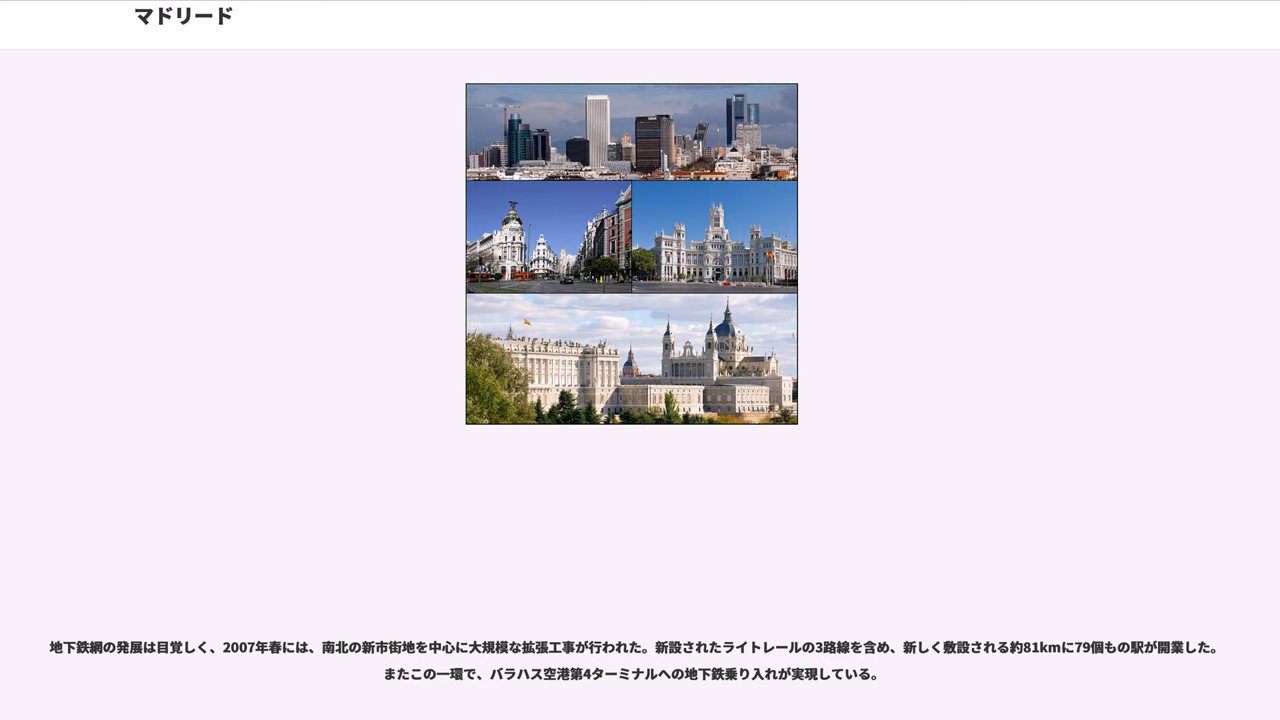 マドリード
地下鉄網の発展は目覚しく、2007年春には、南北の新市街地を中心に大規模な拡張工事が行われた。新設されたライトレールの3路線を含め、新しく敷設される約81kmに79個もの駅が開業した。
またこの一環で、バラハス空港第4ターミナルへの地下鉄乗り入れが実現している。